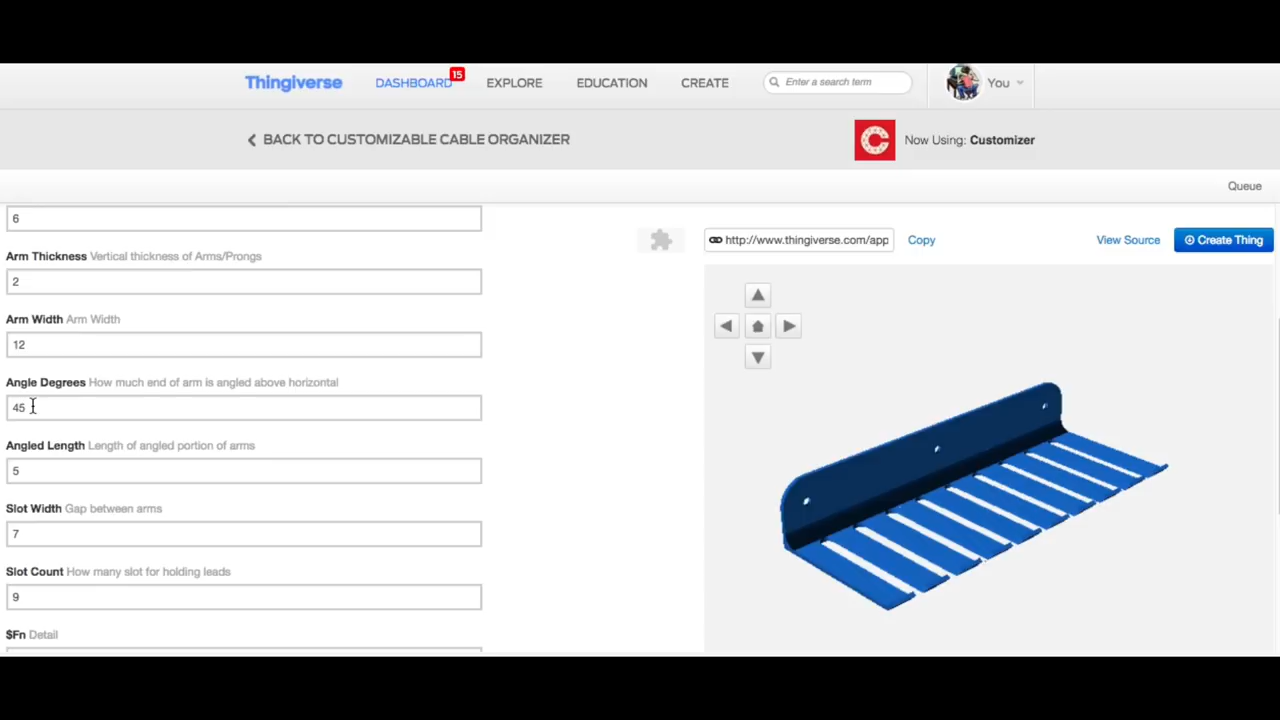 Thingiverse DASHBOARD 15 EXPLORE EDUCATION CREATE Enter a search term You
BACK TO CUSTOMIZABLE CABLE ORGANIZER
Now Using: Customizer
Queue
6
Arm Thickness Vertical thickness of Arms/Prongs
2
Arm Width Arm Width
12
Angle Degrees How much end of arm is angled above horizontal
45
Angled Length Length of angled portion of arms
5
Slot Width Gap between arms
7
Slot Count How many slot for holding leads
9
$Fn Detail
http://www.thingiverse.com/app Copy View Source Create Thing